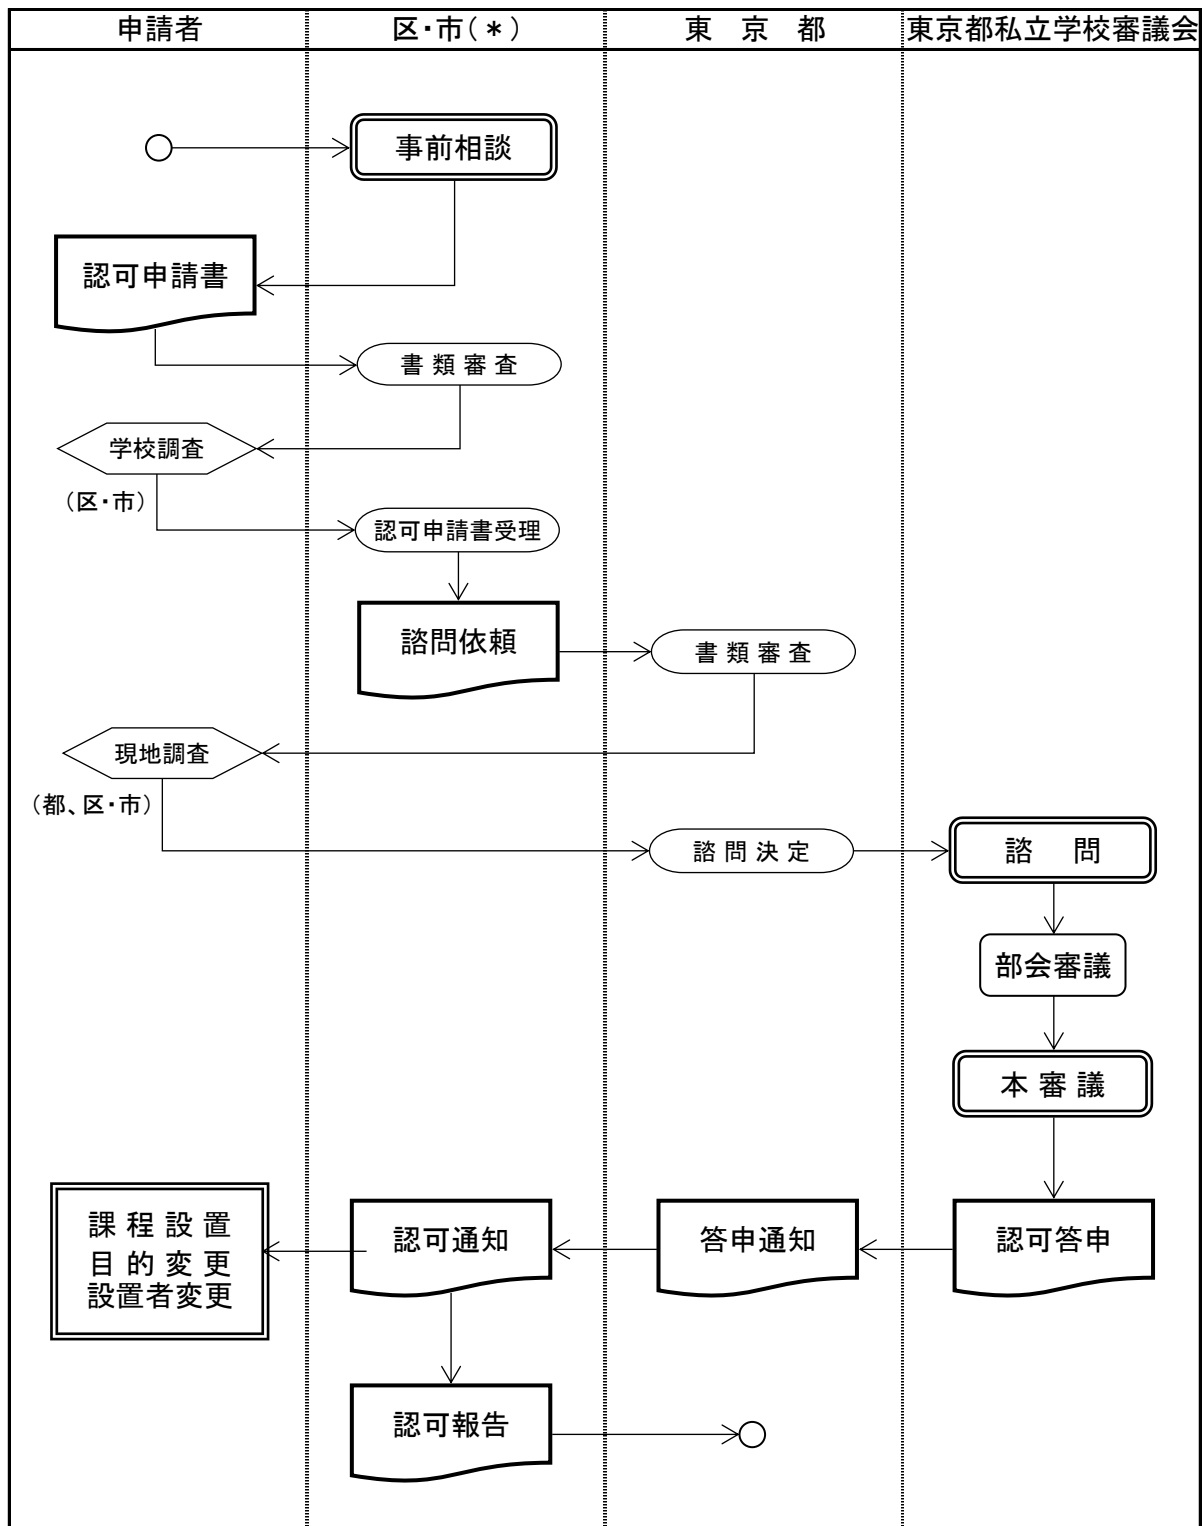 申請者
区・市(*)
東 京 都
東京都私立学校審議会
事前相談
認可申請書
書類審査
学校調査
(区・市)
認可申請書受理
諮問依頼
書類審査
現地調査
(都、区・市)
諮問決定
諮 問
部会審議
本審議
課程設置
目的変更
設置者変更
認可通知
答申通知
認可答申
認可報告